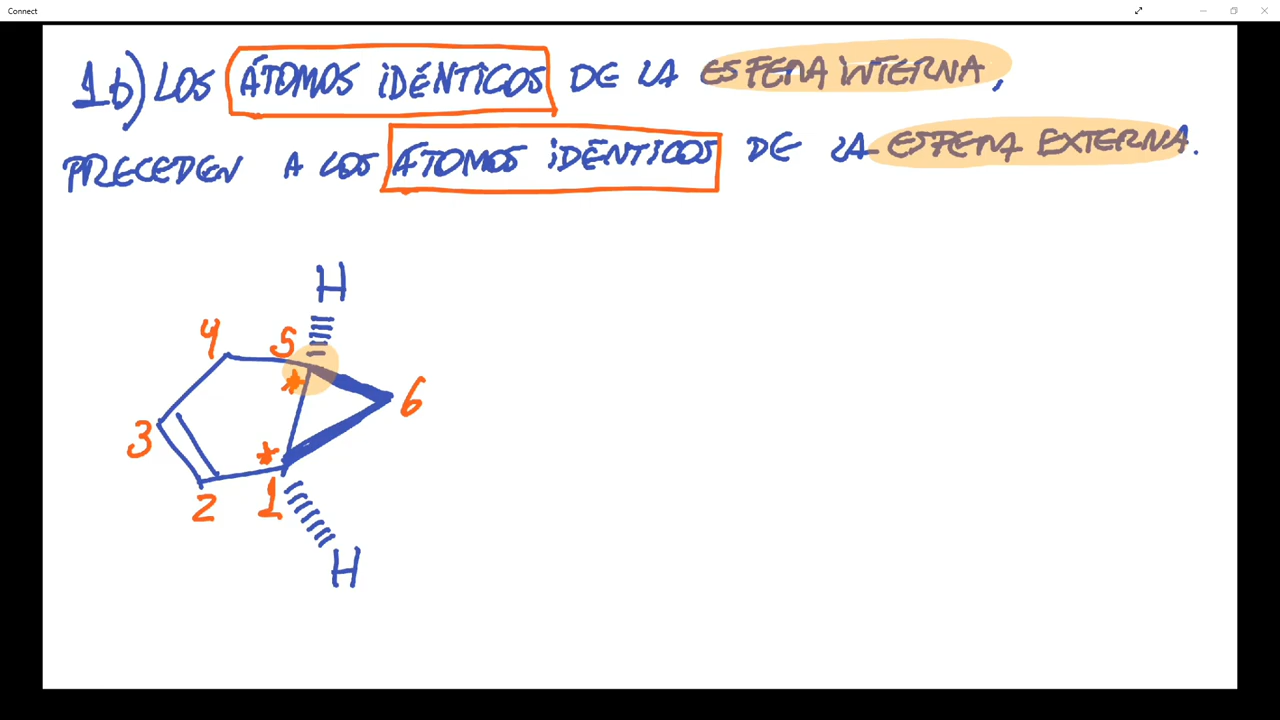 Connect
1b) LOS ÁTOMOS IDÉNTICOS DE LA ESFERA INTERNA,
PRECEDEN A LOS ÁTOMOS IDÉNTICOS DE LA ESFERA EXTERNA.
H
4 5
* 6
3 *
2 1
H